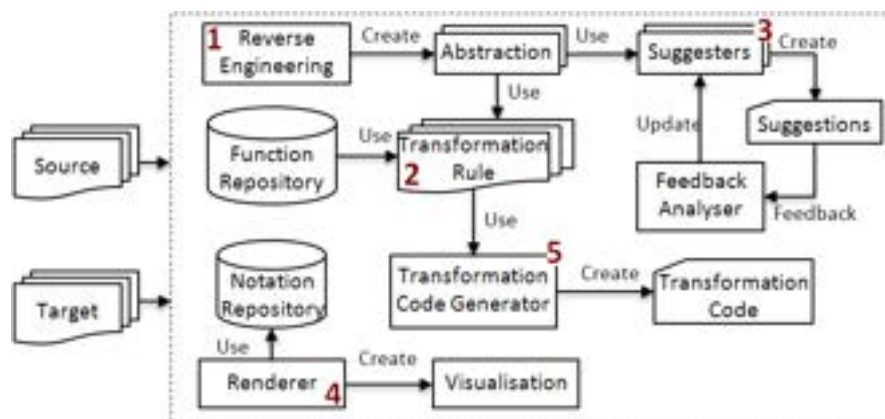 1
Reverse
Engineering
Create
Abstraction
Use
Suggesters
3
Create
Use
Update
Suggestions
Source
Function
Repository
Use
Transformation
Rule
2
Feedback
Analyser
Feedback
Use
Target
Notation
Repository
Transformation
Code Generator
5
Create
Transformation
Code
Use
Renderer
4
Create
Visualisation